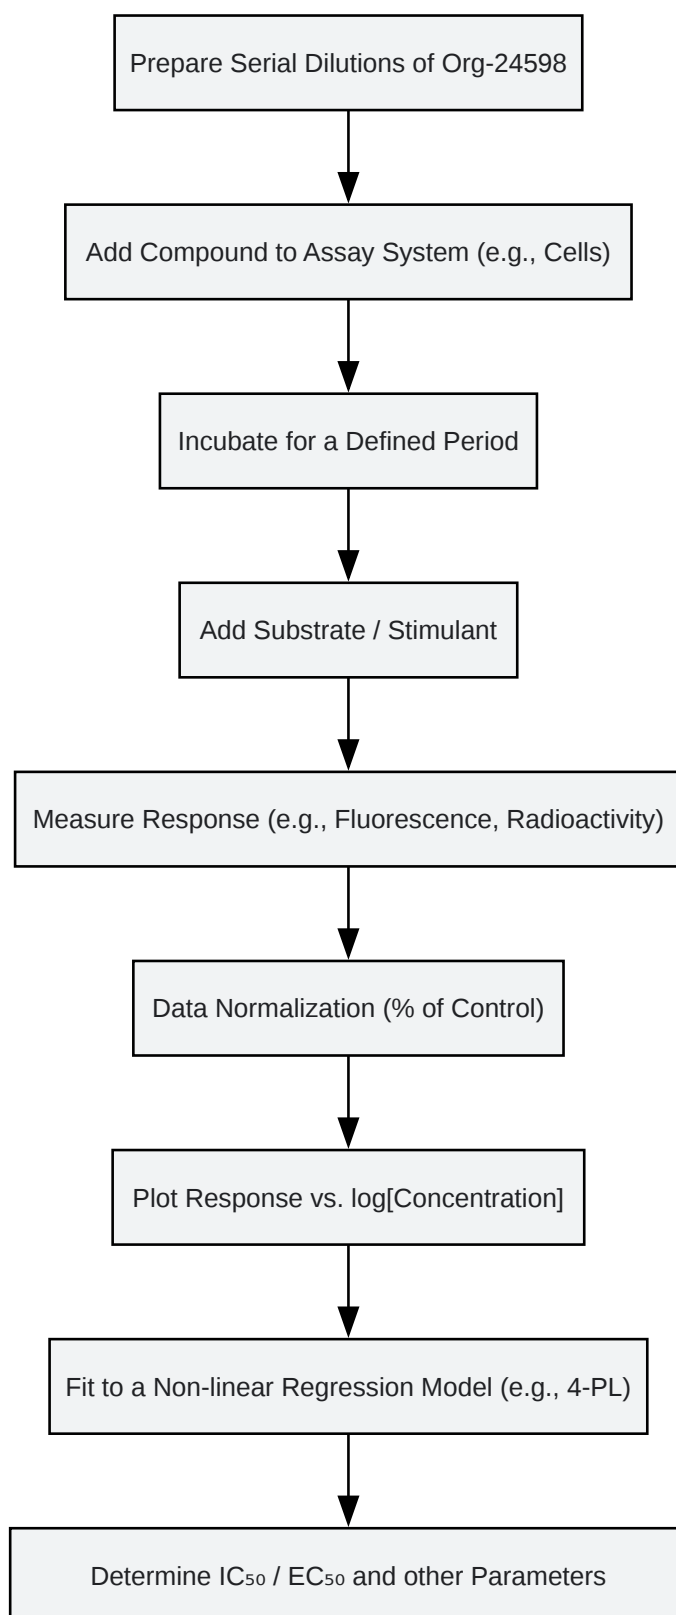 Prepare Serial Dilutions of Org-24598
Add Compound to Assay System (e.g., Cells)
Incubate for a Defined Period
Add Substrate / Stimulant
Measure Response (e.g., Fluorescence, Radioactivity)
Data Normalization (% of Control)
Plot Response vs. log[Concentration]
Fit to a Non-linear Regression Model (e.g., 4-PL)
Determine IC₅₀ / EC₅₀ and other Parameters